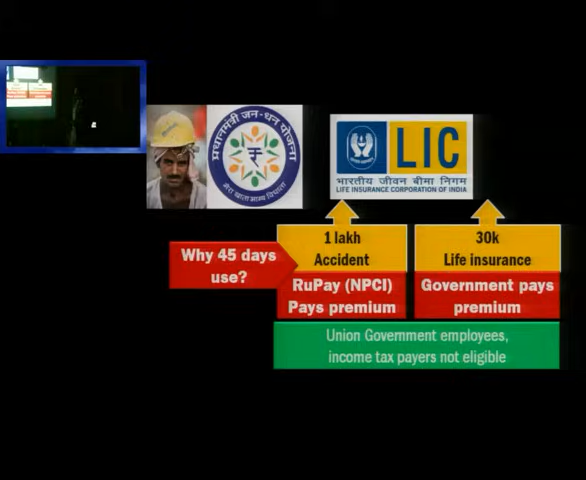 प्रधानमंत्री जन-धन योजना
मेरा खाता भाग्य विधाता
LIC
भारतीय जीवन बीमा निगम
LIFE INSURANCE CORPORATION OF INDIA
1 lakh
Accident
30k
Life insurance
Why 45 days
use?
RuPay (NPCI)
Pays premium
Government pays
premium
Union Government employees,
income tax payers not eligible